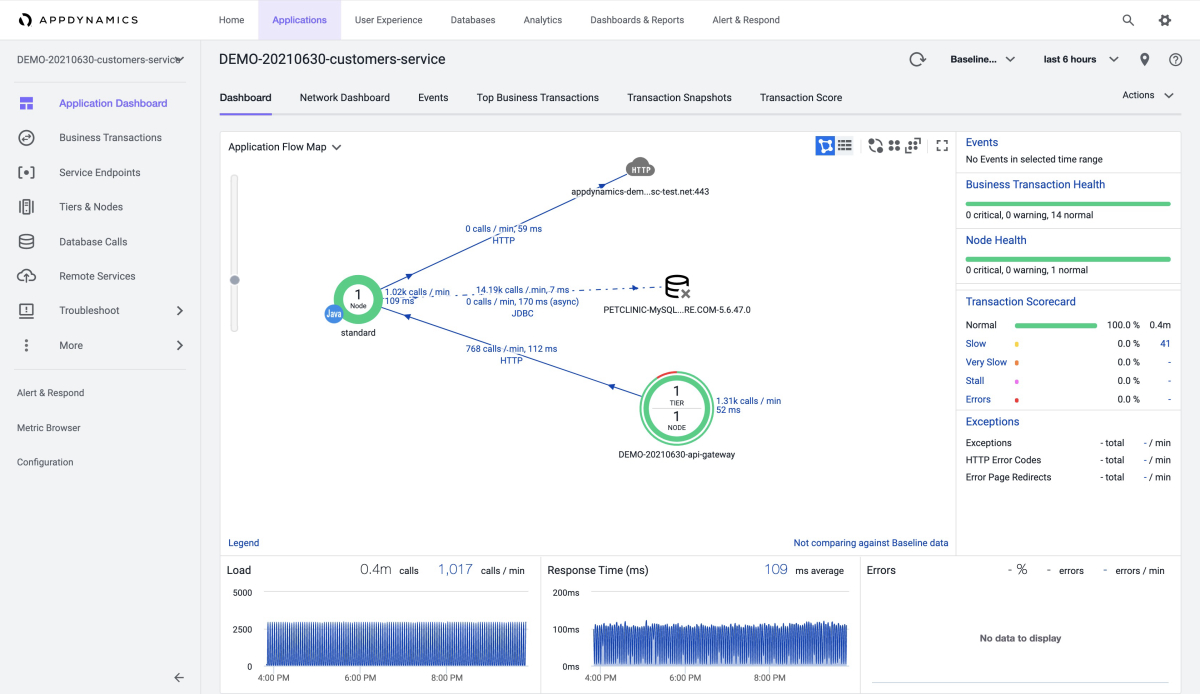 APPDYNAMICS
Home
Applications
User Experience
Databases
Analytics
Dashboards & Reports
Alert & Respond
DEMO-20210630-customers-service
Application Dashboard
Business Transactions
Service Endpoints
Tiers & Nodes
Database Calls
Remote Services
Troubleshoot
More
Alert & Respond
Metric Browser
Configuration
DEMO-20210630-customers-service
Baseline...
last 6 hours
Dashboard
Network Dashboard
Events
Top Business Transactions
Transaction Snapshots
Transaction Score
Actions
Application Flow Map
HTTP
appdynamics-dem...sc-test.net:443
0 calls / min, 59 ms
HTTP
1
Node
Java
standard
1.02k calls / min
109 ms
14.19k calls / min, 7 ms
0 calls / min, 170 ms (async)
JDBC
PETCLINIC-MySQL...RE.COM-5.6.47.0
768 calls / min, 112 ms
HTTP
1
TIER
1
NODE
1.31k calls / min
52 ms
DEMO-20210630-api-gateway
Legend
Not comparing against Baseline data
Events
No Events in selected time range
Business Transaction Health
0 critical, 0 warning, 14 normal
Node Health
0 critical, 0 warning, 1 normal
Transaction Scorecard
Normal 100.0 % 0.4m
Slow 0.0 % 41
Very Slow 0.0 % -
Stall 0.0 % -
Errors 0.0 % -
Exceptions
Exceptions - total - / min
HTTP Error Codes - total - / min
Error Page Redirects - total - / min
Load 0.4m calls 1,017 calls / min
5000
2500
0
4:00 PM 6:00 PM 8:00 PM
Response Time (ms) 109 ms average
200ms
100ms
0ms
4:00 PM 6:00 PM 8:00 PM
Errors - % - errors - errors / min
No data to display